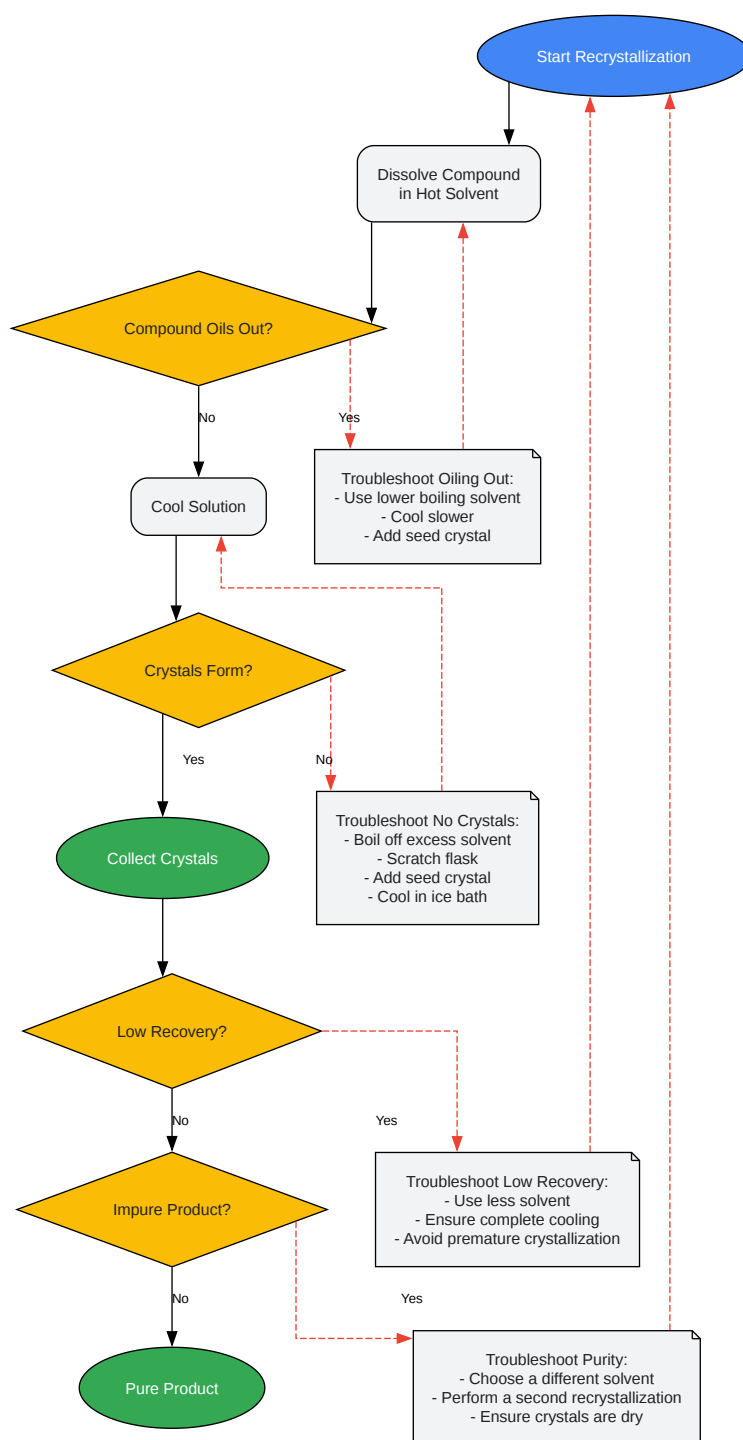 Start Recrystallization
Dissolve Compound
in Hot Solvent
Compound Oils Out?
No
Yes
Troubleshoot Oiling Out:
- Use lower boiling solvent
- Cool slower
- Add seed crystal
Cool Solution
Crystals Form?
Yes
No
Troubleshoot No Crystals:
- Boil off excess solvent
- Scratch flask
- Add seed crystal
- Cool in ice bath
Collect Crystals
Low Recovery?
No
Yes
Troubleshoot Low Recovery:
- Use less solvent
- Ensure complete cooling
- Avoid premature crystallization
Impure Product?
No
Yes
Troubleshoot Purity:
- Choose a different solvent
- Perform a second recrystallization
- Ensure crystals are dry
Pure Product